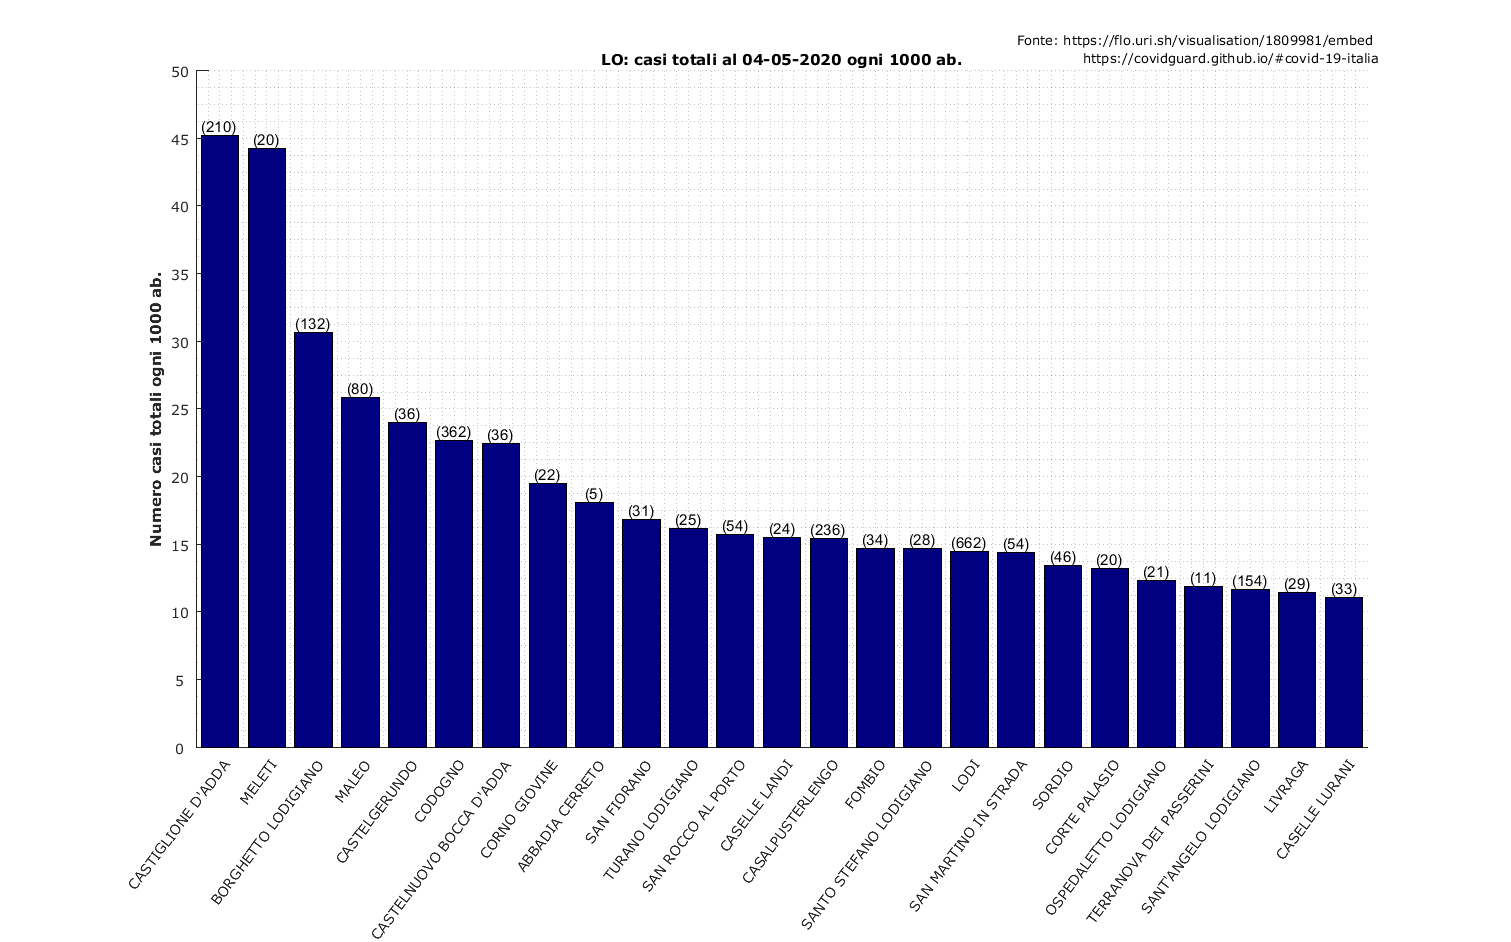 Fonte: https://flo.uri.sh/visualisation/1809981/embed
https://covidguard.github.io/#covid-19-italia
LO: casi totali al 04-05-2020 ogni 1000 ab.
Numero casi totali ogni 1000 ab.
50
45
40
35
30
25
20
15
10
5
0
(210)
(20)
(132)
(80)
(36)
(362)
(36)
(22)
(5)
(31)
(25)
(54)
(24)
(236)
(34)
(28)
(662)
(54)
(46)
(20)
(21)
(11)
(154)
(29)
(33)
CASTIGLIONE D'ADDA
MELETI
BORGHETTO LODIGIANO
MALEO
CASTELGERUNDO
CODOGNO
CASTELNUOVO BOCCA D'ADDA
CORNO GIOVINE
ABBADIA CERRETO
SAN FIORANO
TURANO LODIGIANO
SAN ROCCO AL PORTO
CASELLE LANDI
CASALPUSTERLENGO
FOMBIO
SANTO STEFANO LODIGIANO
LODI
SAN MARTINO IN STRADA
SORDIO
CORTE PALASIO
OSPEDALETTO LODIGIANO
TERRANOVA DEI PASSERINI
SANT'ANGELO LODIGIANO
LIVRAGA
CASELLE LURANI